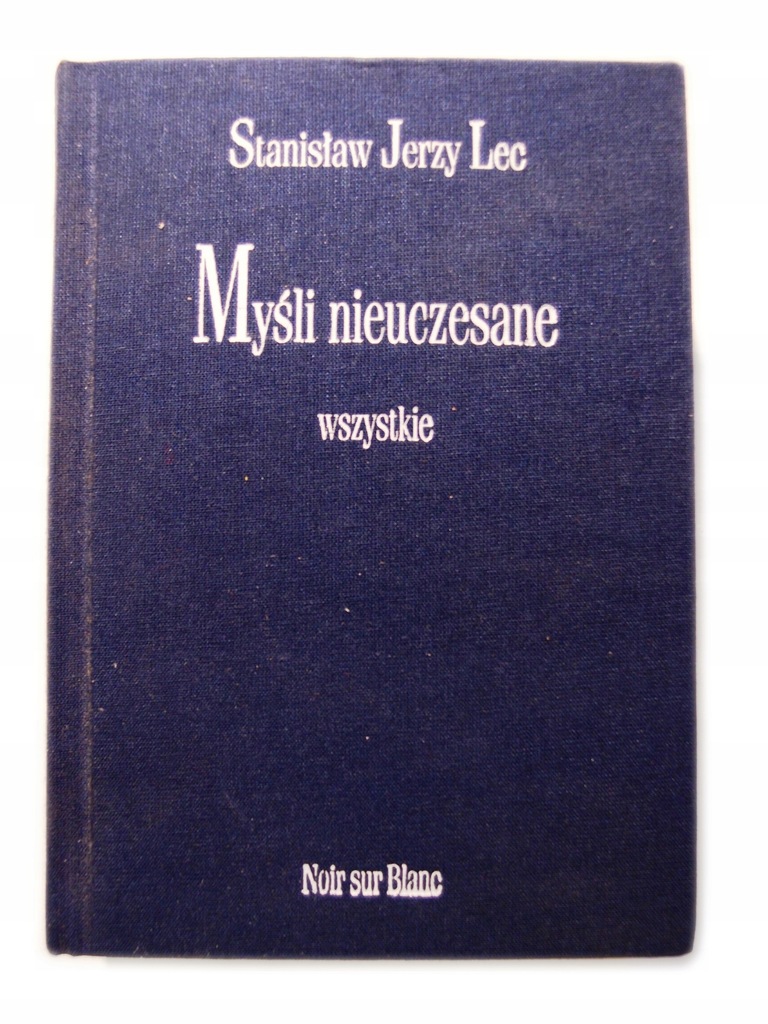 Stanisław Jerzy Lec
Myśli nieuczesane
wszystkie
Noir sur Blanc